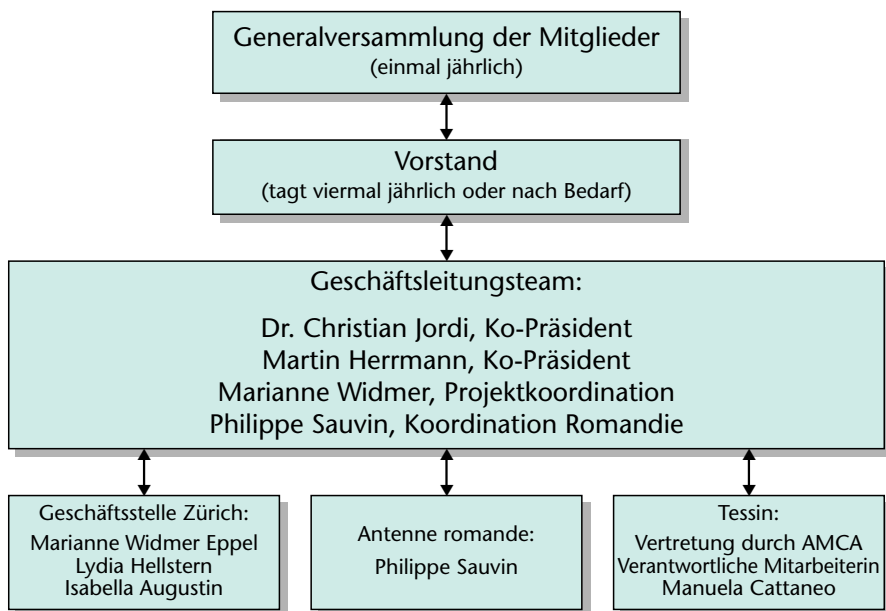 Generalversammlung der Mitglieder
(einmal jährlich)
Vorstand
(tagt viermal jährlich oder nach Bedarf)
Geschäftsleitungsteam:
Dr. Christian Jordi, Ko-Präsident
Martin Herrmann, Ko-Präsident
Marianne Widmer, Projektkoordination
Philippe Sauvin, Koordination Romandie
Geschäftsstelle Zürich:
Marianne Widmer Eppel
Lydia Hellstern
Isabella Augustin
Antenne romande:
Philippe Sauvin
Tessin:
Vertretung durch AMCA
Verantwortliche Mitarbeiterin
Manuela Cattaneo